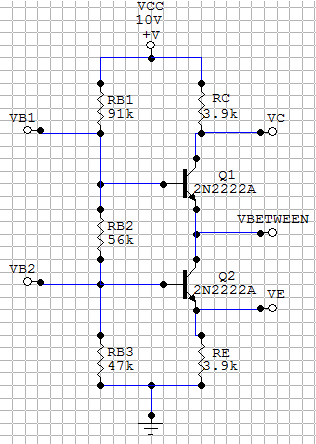 VCC
10V
+V
RB1
91k
RC
3.9k
VB1
VC
Q1
2N2222A
RB2
56k
VBETWEEN
VB2
Q2
2N2222A
VE
RB3
47k
RE
3.9k